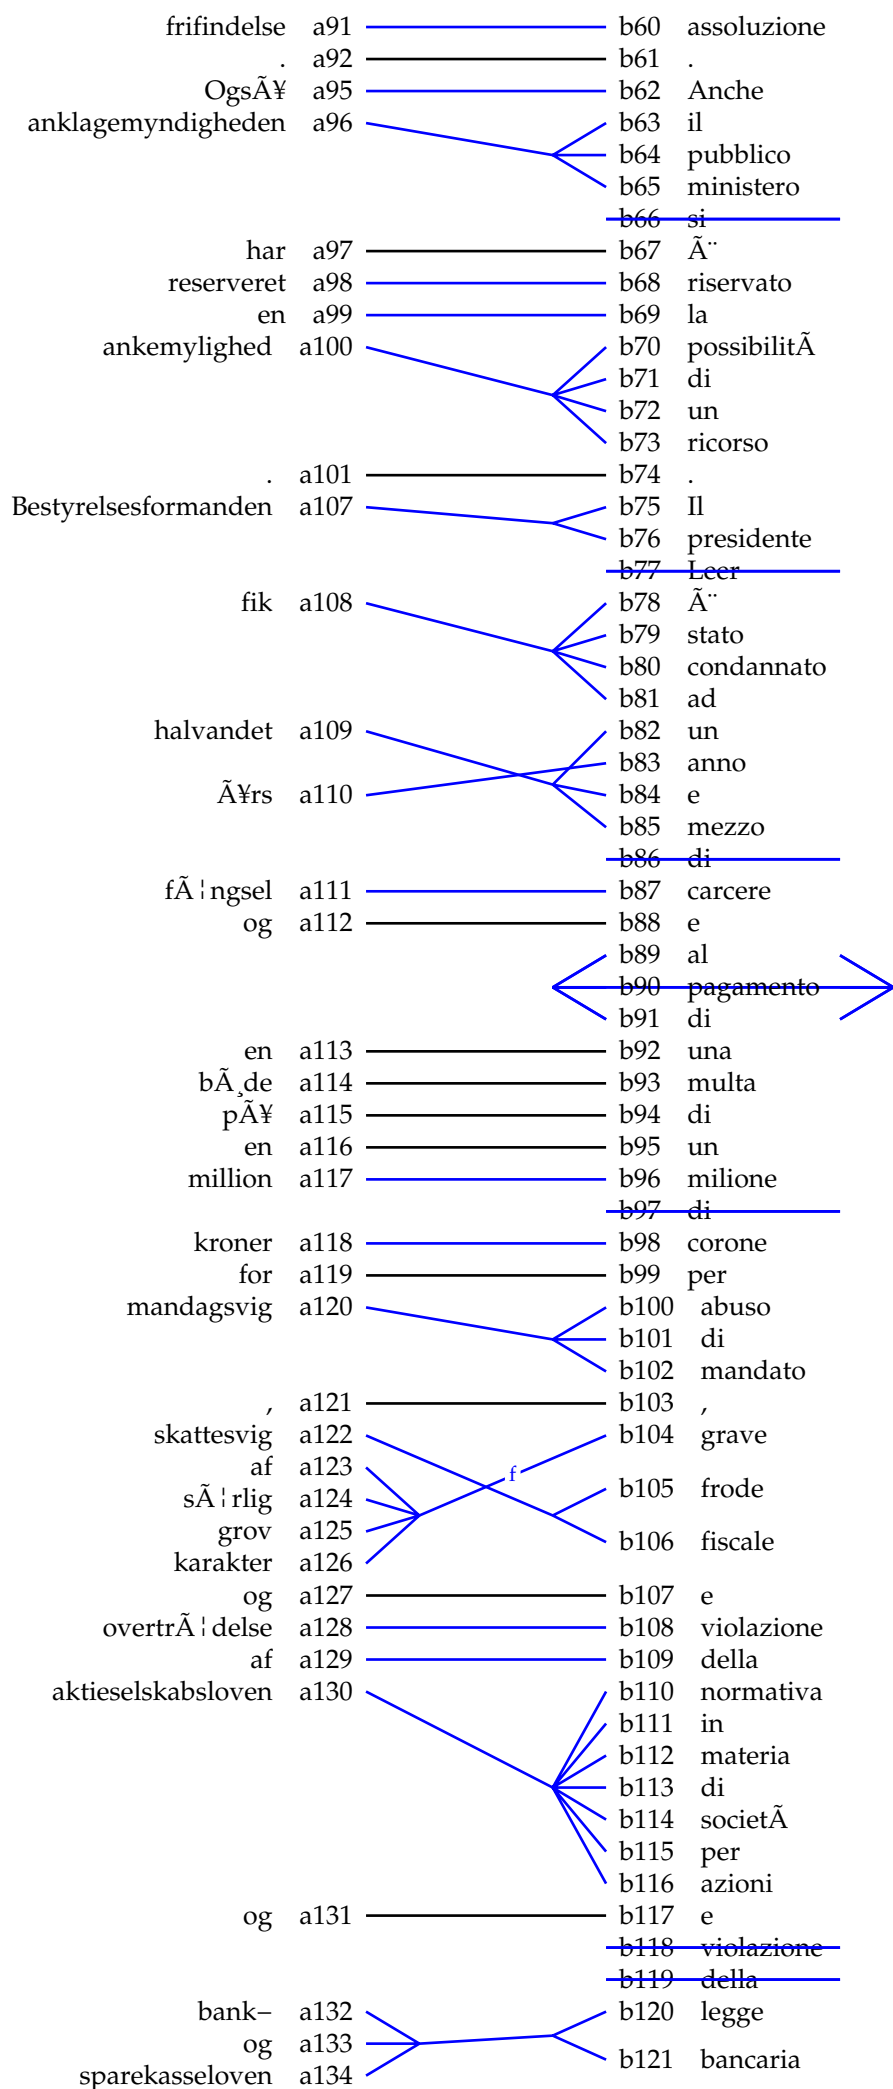 frifindelse a91 b60 assoluzione
. a92 b61 .
OgsÃ¥ a95 b62 Anche
anklagemyndigheden a96 b63 il
b64 pubblico
b65 ministero
b66 si
har a97 b67 Ã¨
reserveret a98 b68 riservato
en a99 b69 la
ankemylighed a100 b70 possibilitÃ
b71 di
b72 un
b73 ricorso
. a101 b74 .
Bestyrelsesformanden a107 b75 Il
b76 presidente
b77 Leer
fik a108 b78 Ã¨
b79 stato
b80 condannato
b81 ad
halvandet a109 b82 un
b83 anno
Ã¥rs a110 b84 e
b85 mezzo
b86 di
fÃ¦ngsel a111 b87 carcere
og a112 b88 e
b89 al
b90 pagamento
b91 di
en a113 b92 una
bÃ¸de a114 b93 multa
pÃ¥ a115 b94 di
en a116 b95 un
million a117 b96 milione
b97 di
kroner a118 b98 corone
for a119 b99 per
mandagsvig a120 b100 abuso
b101 di
b102 mandato
, a121 b103 ,
skattesvig a122 b104 grave
af a123 f
sÃ¦rlig a124 b105 frode
grov a125
karakter a126 b106 fiscale
og a127 b107 e
overtrÃ¦delse a128 b108 violazione
af a129 b109 della
aktieselskabsloven a130 b110 normativa
b111 in
b112 materia
b113 di
b114 societÃ
b115 per
b116 azioni
og a131 b117 e
b118 violazione
b119 della
bank– a132 b120 legge
og a133
sparekasseloven a134 b121 bancaria